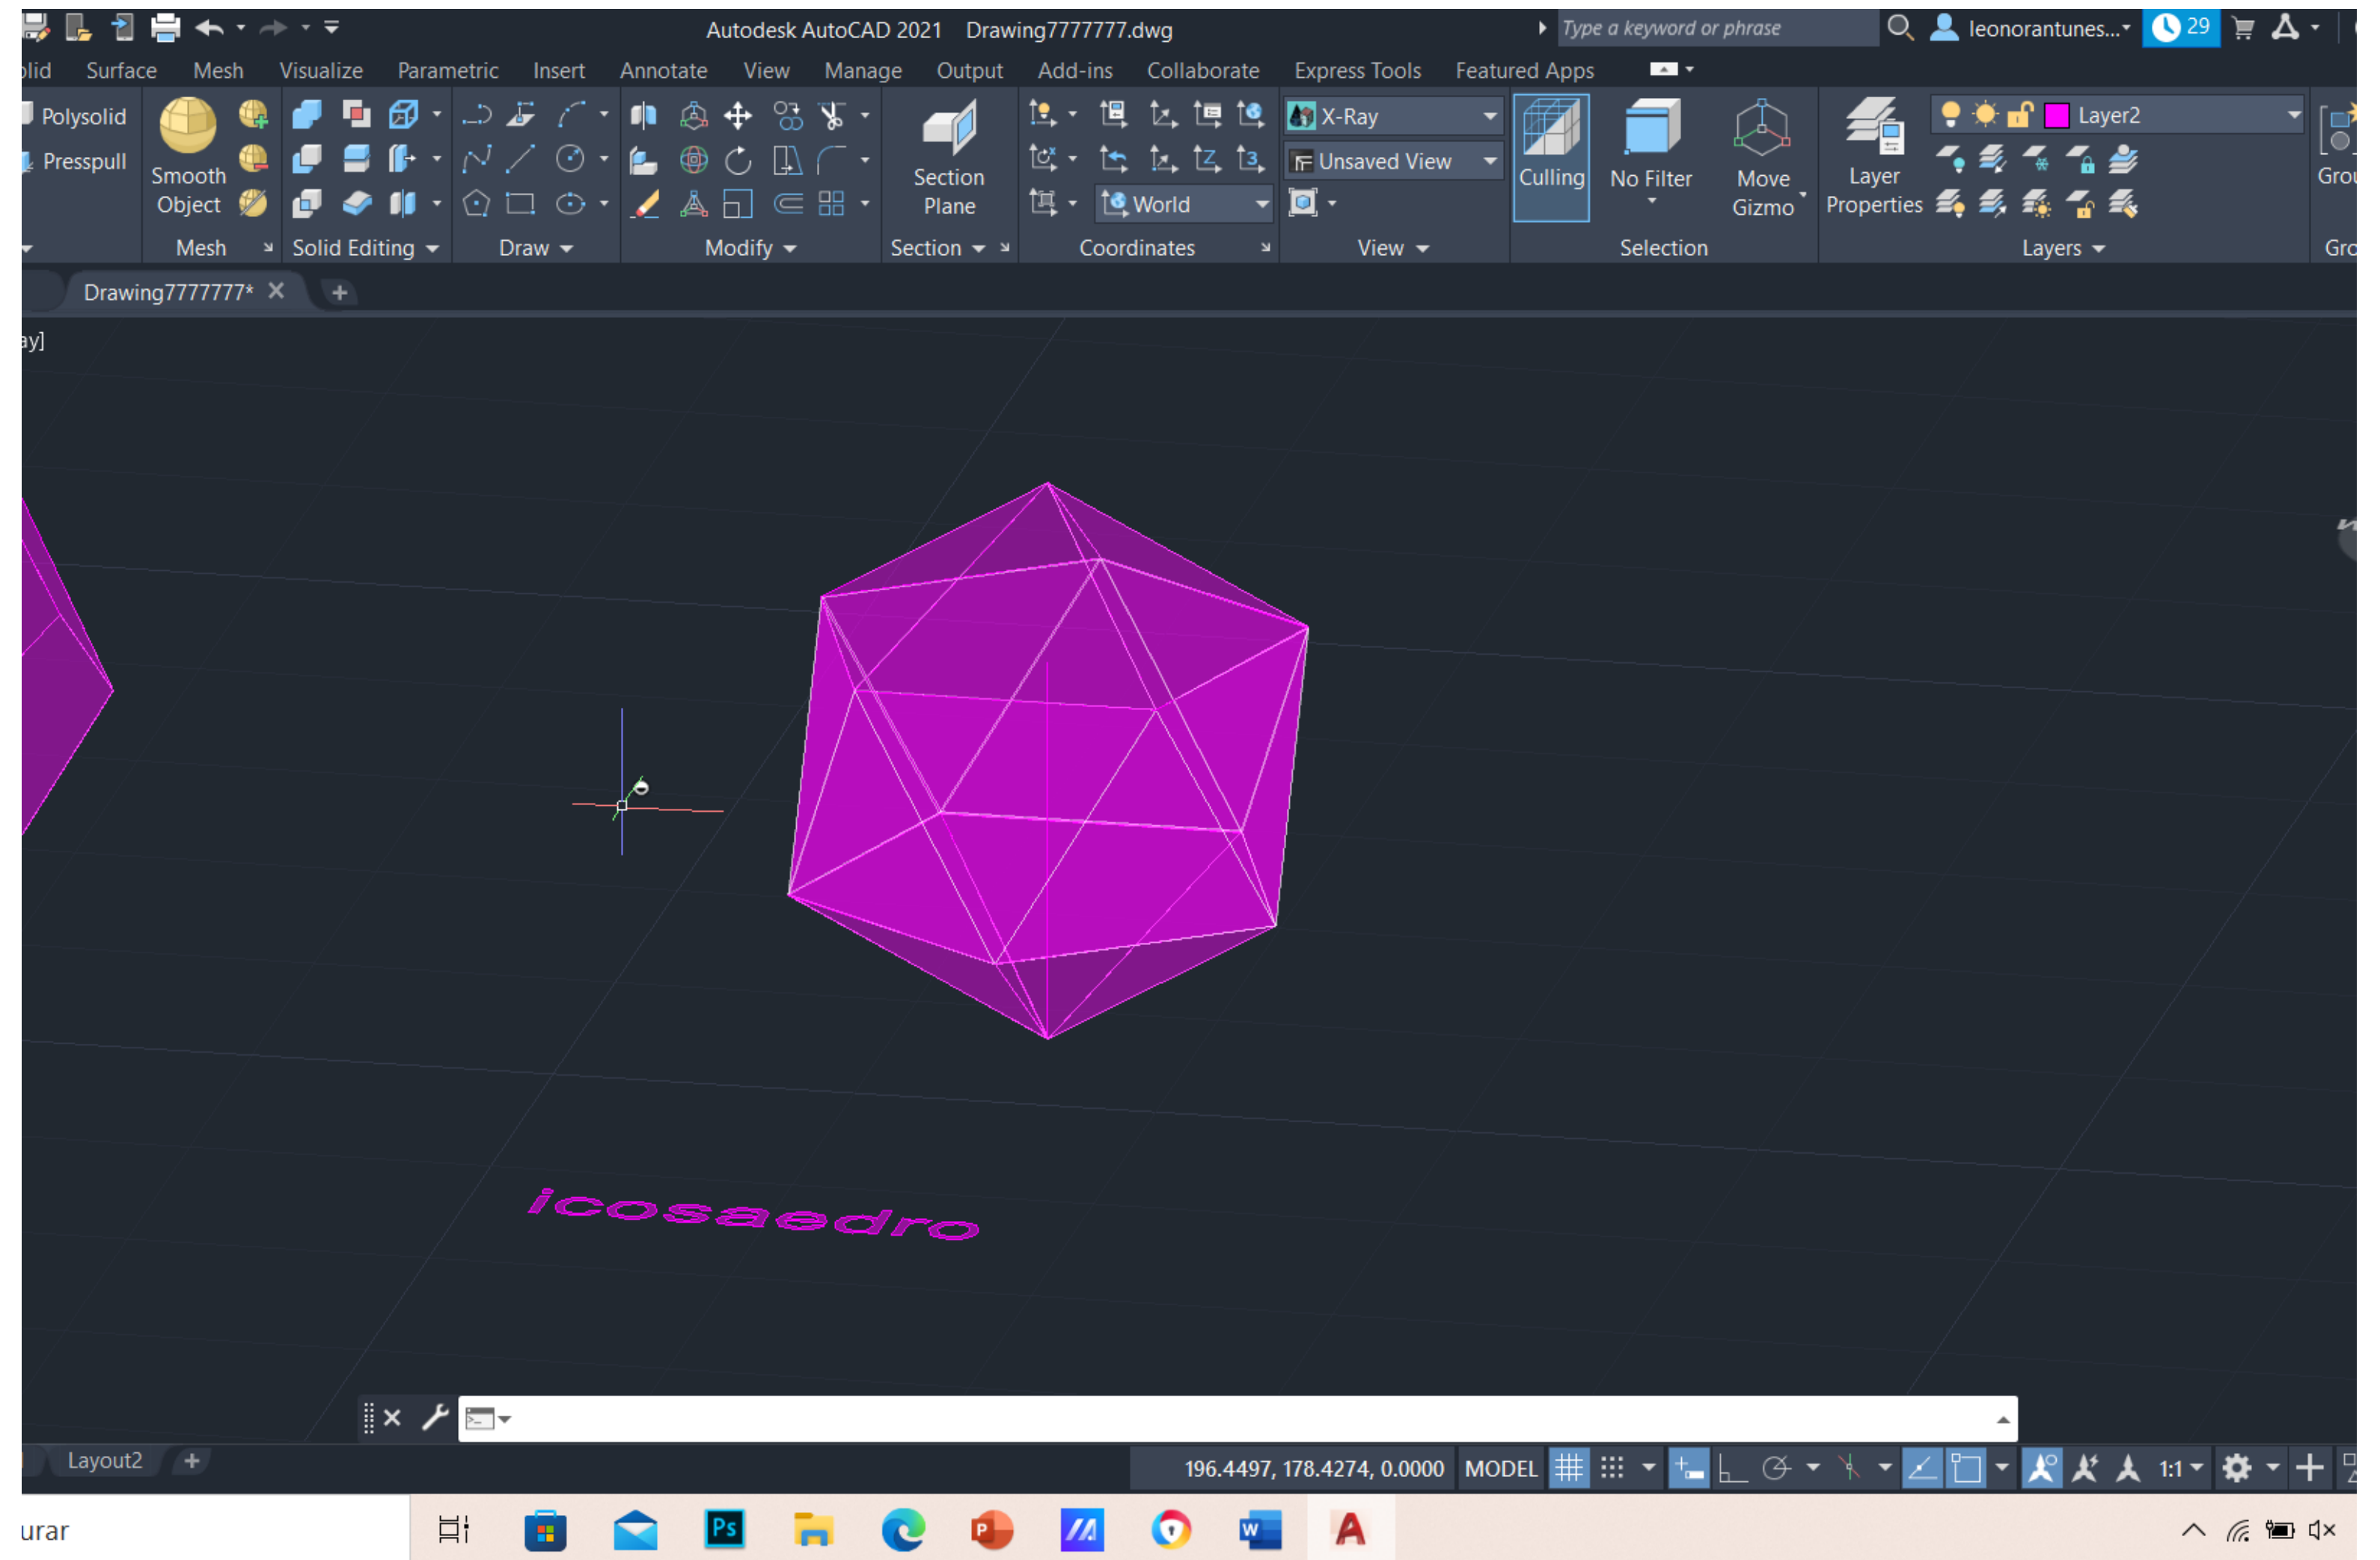 Autodesk AutoCAD 2021 Drawing7777777.dwg Type a keyword or phrase leonorantunes... 29
olid Surface Mesh Visualize Parametric Insert Annotate View Manage Output Add-ins Collaborate Express Tools Featured Apps
Polysolid
Presspull
Smooth
Object
Section
Plane
World
X-Ray
Unsaved View
Culling
No Filter
Move
Gizmo
Layer
Properties
Layer2
Grou
Mesh Solid Editing Draw Modify Section Coordinates View Selection Layers Gro
Drawing7777777*
ay]
icosaedro
Layout2
196.4497, 178.4274, 0.0000 MODEL 1:1
urar
Ps
P
W
A